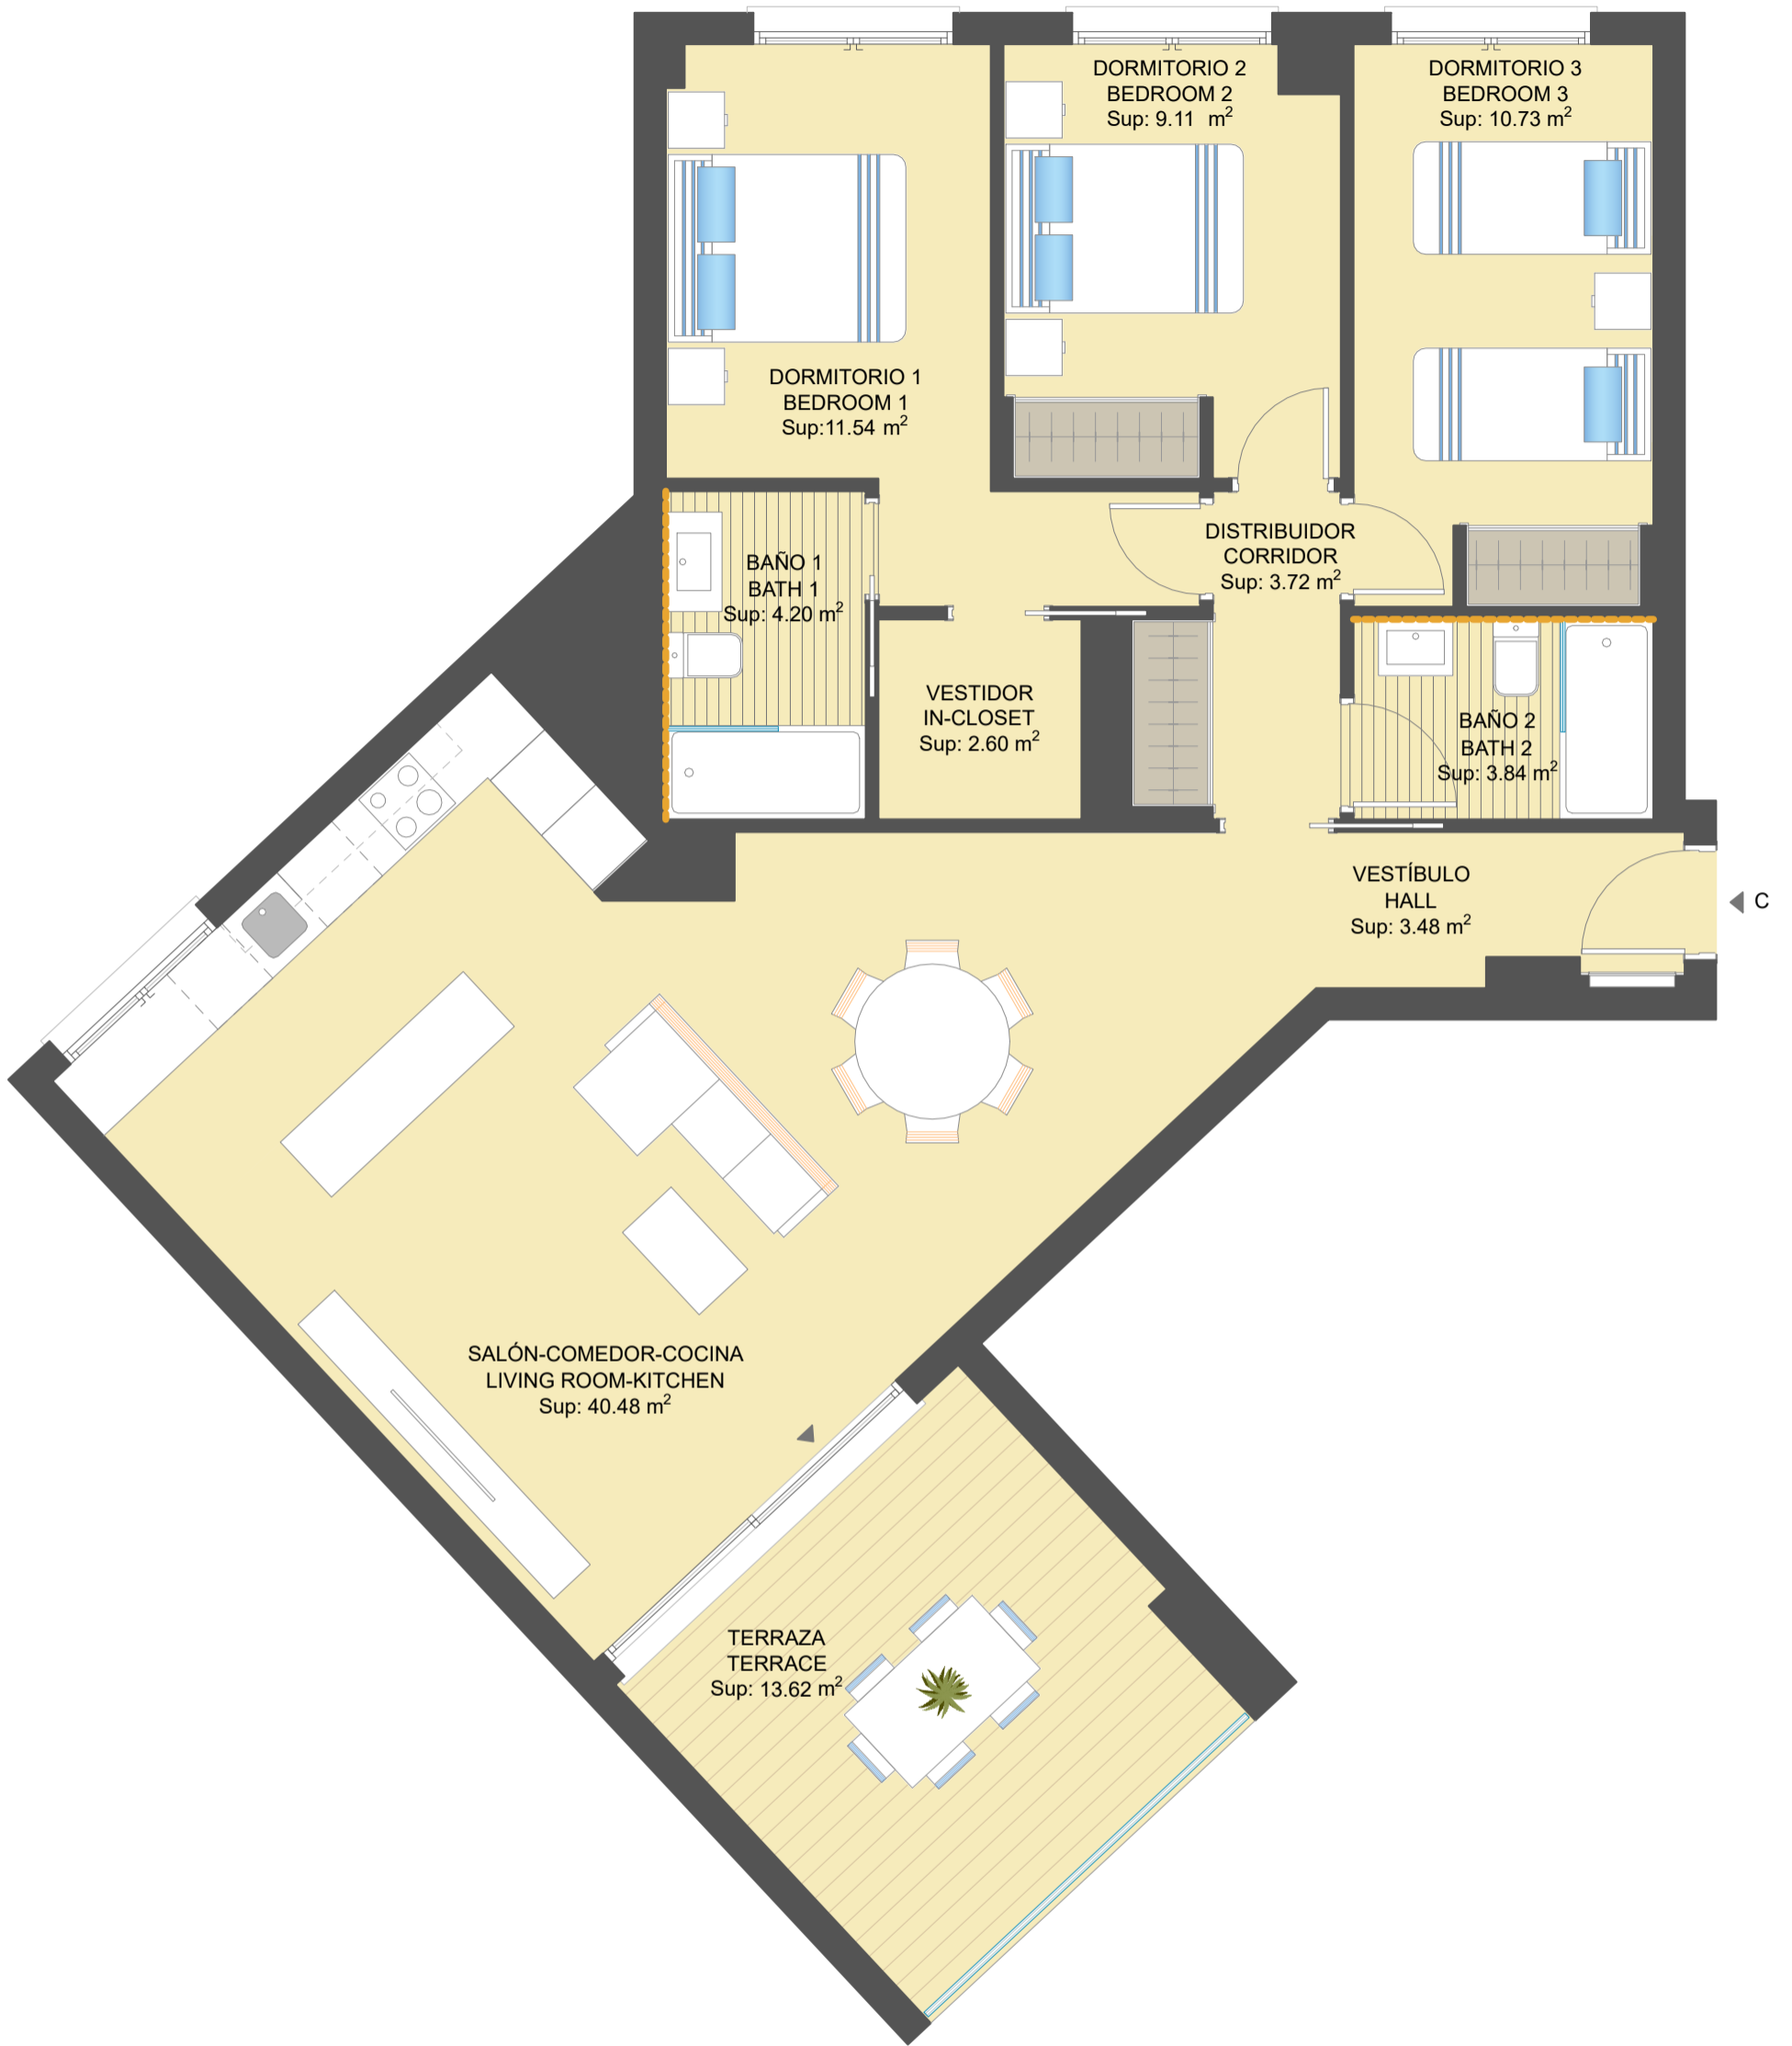 DORMITORIO 2
BEDROOM 2
Sup: 9.11 m²
DORMITORIO 3
BEDROOM 3
Sup: 10.73 m²
DORMITORIO 1
BEDROOM 1
Sup:11.54 m²
DISTRIBUIDOR
CORRIDOR
Sup: 3.72 m²
BAÑO 1
BATH 1
Sup: 4.20 m²
VESTIDOR
IN-CLOSET
Sup: 2.60 m²
BAÑO 2
BATH 2
Sup: 3.84 m²
VESTÍBULO
HALL
Sup: 3.48 m²
C
SALÓN-COMEDOR-COCINA
LIVING ROOM-KITCHEN
Sup: 40.48 m²
TERRAZA
TERRACE
Sup: 13.62 m²